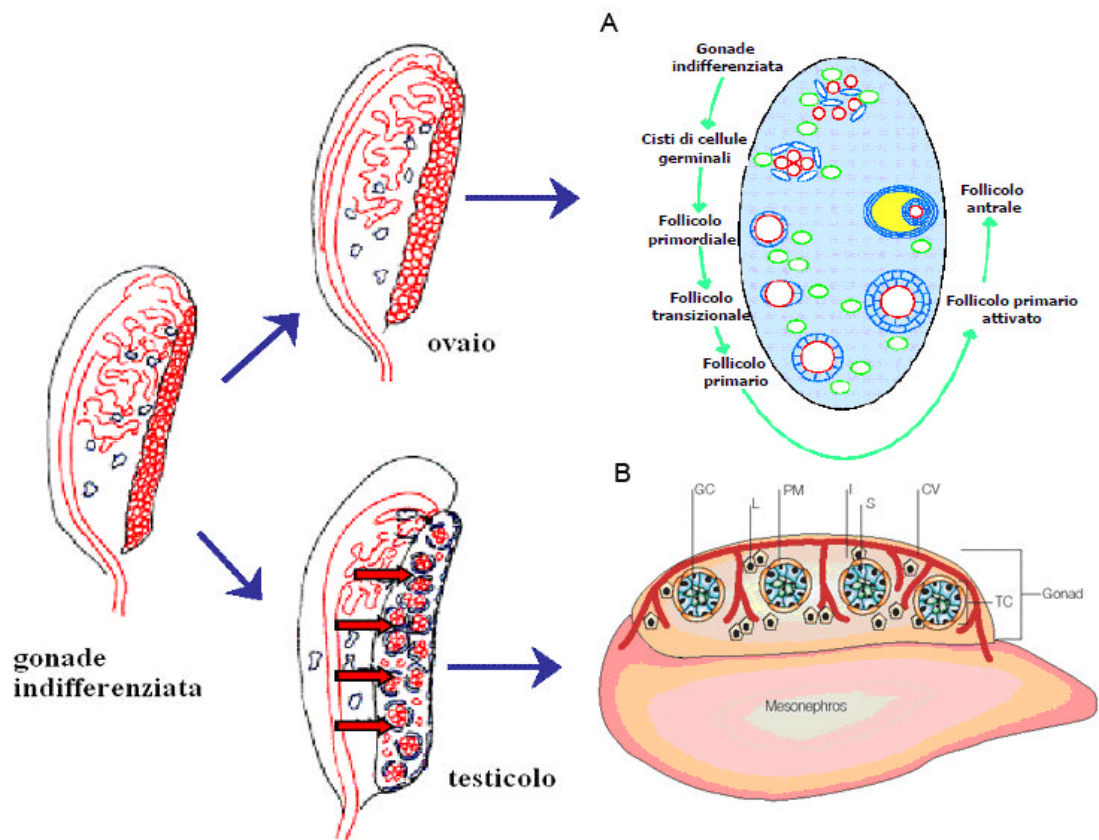 gonade
indifferenziata
ovaio
testicolo
A
Gonade
indifferenziata
Cisti di cellule
germinali
Follicolo
primordiale
Follicolo
transizionale
Follicolo
primario
Follicolo primario
attivato
Follicolo
antrale
B
GC
L
PM
I
S
CV
TC
Gonad
Mesonephros